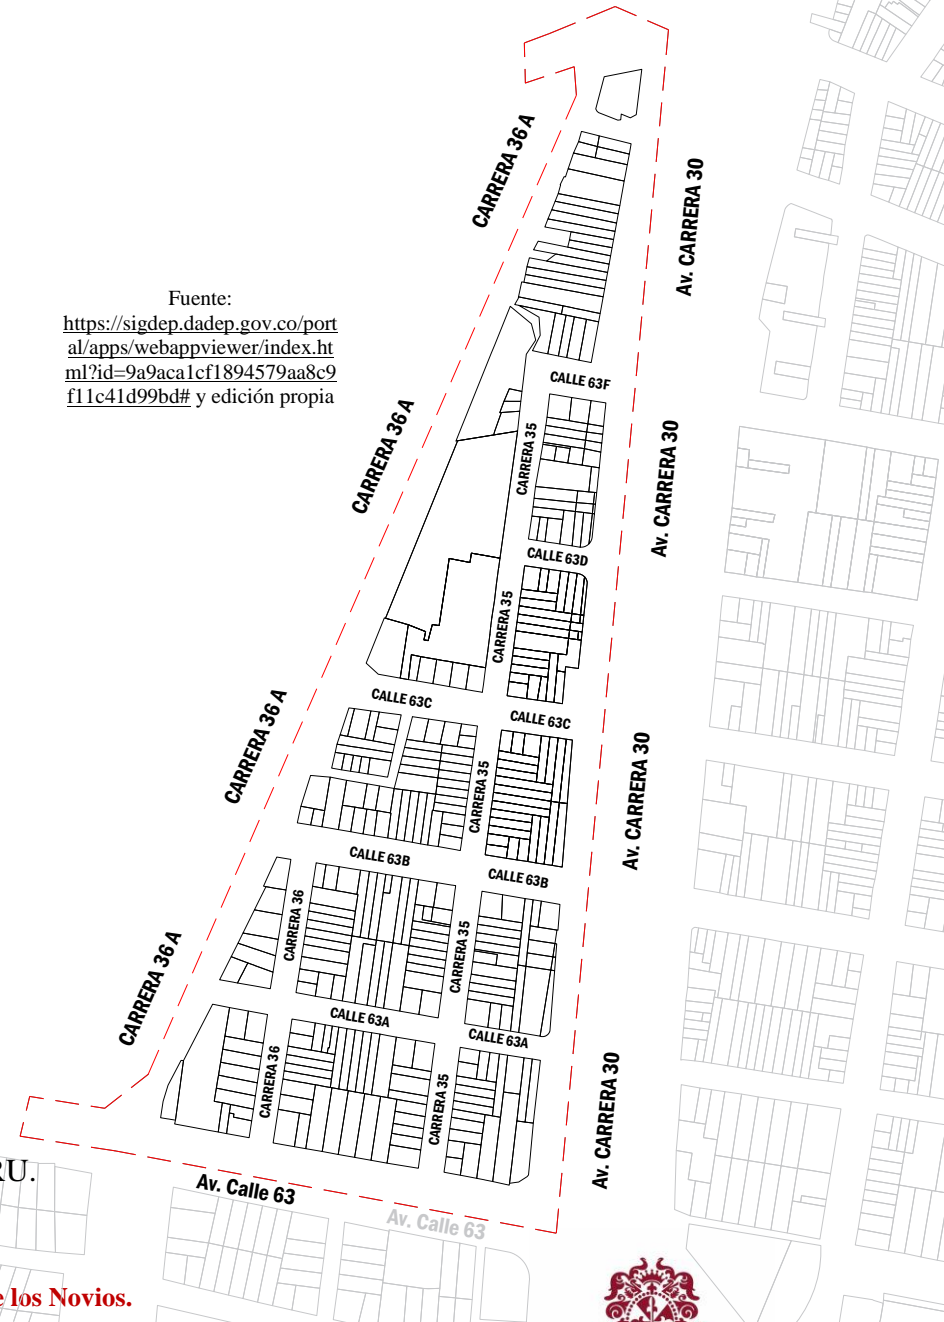 CARRERA 36 A
Av. CARRERA 30
Fuente:
https://sigdep.dadep.gov.co/port
al/apps/webappviewer/index.ht
ml?id=9a9aca1cf1894579aa8c9
f11c41d99bd# y edición propia
CALLE 63F
CARRERA 36 A
CARRERA 35
Av. CARRERA 30
CALLE 63D
CARRERA 35
CALLE 63C
CALLE 63C
CARRERA 36 A
CARRERA 35
Av. CARRERA 30
CALLE 63B
CALLE 63B
CARRERA 36
CARRERA 35
CARRERA 36 A
CALLE 63A
CALLE 63A
CARRERA 36
CARRERA 35
Av. CARRERA 30
RU.
Av. Calle 63
Av. Calle 63
e los Novios.